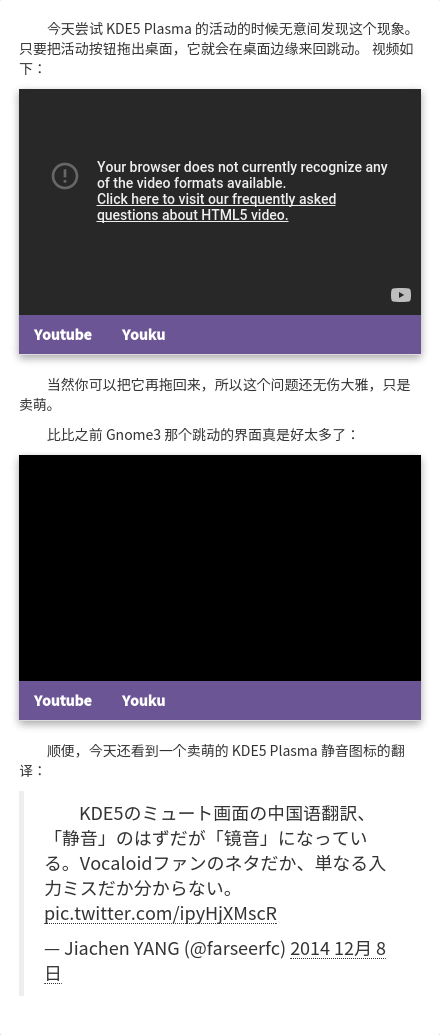 今天尝试 KDE5 Plasma 的活动的时候无意间发现这个现象。
只要把活动按钮拖出桌面，它就会在桌面边缘来回跳动。 视频如
下：
Your browser does not currently recognize any
of the video formats available.
Click here to visit our frequently asked
questions about HTML5 video.
Youtube Youku
当然你可以把它再拖回来，所以这个问题还无伤大雅，只是
卖萌。
比比之前 Gnome3 那个跳动的界面真是好太多了：
Youtube Youku
顺便，今天还看到一个卖萌的 KDE5 Plasma 静音图标的翻
译：
KDE5のミュート画面の中国语翻訳、
「静音」のはずだが「镜音」になってい
る。Vocaloidファンのネタだか、単なる入
力ミスだか分からない。
pic.twitter.com/ipyHjXMscR
— Jiachen YANG (@farseerfc) 2014 12月 8
日